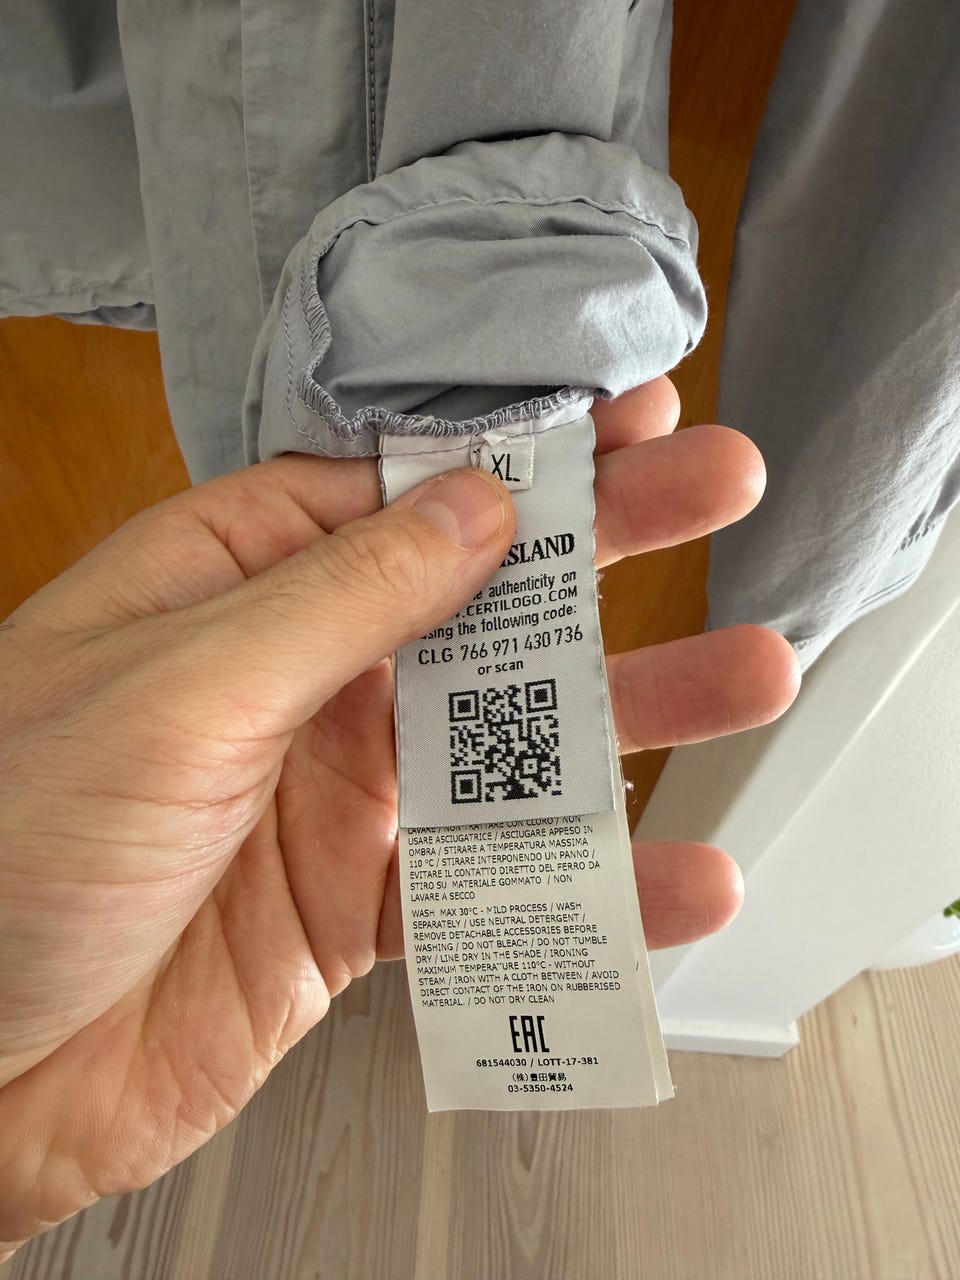 XL
ISLAND
authenticity on
.CERTILOGO.COM
using the following code:
CLG 766 971 430 736
or scan
LAVARE / NON TRATTARE CON CLORO / NON
USARE ASCIUGATRICE / ASCIUGARE APPESO IN
OMBRA / STIRARE A TEMPERATURA MASSIMA
110 °C / STIRARE INTERPONENDO UN PANNO /
EVITARE IL CONTATTO DIRETTO DEL FERRO DA
STIRO SU MATERIALE GOMMATO / NON
LAVARE A SECCO
WASH MAX 30°C - MILD PROCESS / WASH
SEPARATELY / USE NEUTRAL DETERGENT /
REMOVE DETACHABLE ACCESSORIES BEFORE
WASHING / DO NOT BLEACH / DO NOT TUMBLE
DRY / LINE DRY IN THE SHADE / IRONING
MAXIMUM TEMPERATURE 110°C - WITHOUT
STEAM / IRON WITH A CLOTH BETWEEN / AVOID
DIRECT CONTACT OF THE IRON ON RUBBERISED
MATERIAL. / DO NOT DRY CLEAN
EAC
681544030 / LOTT-17-381
(株)豊田貿易
03-5350-4524